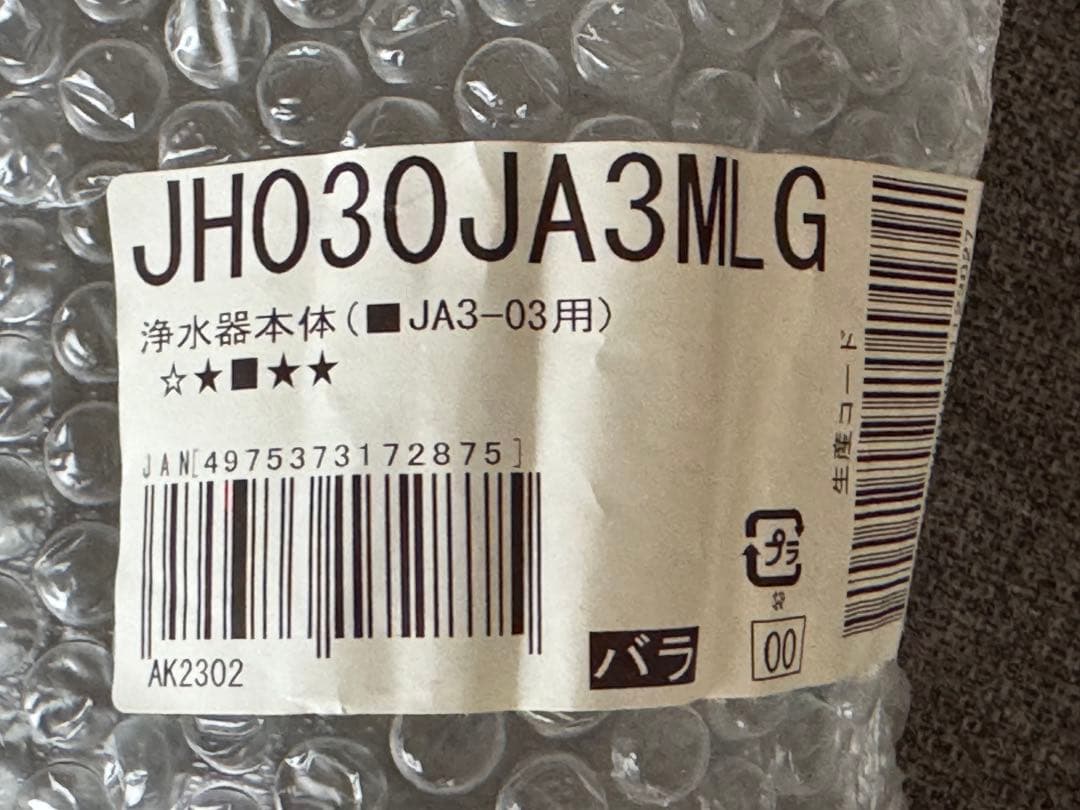 JH030JA3MLG
浄水器本体(■JA3-03用)
☆★■★★
JAN[4975373172875]
AK2302
バラ
プラ
00
生産コード